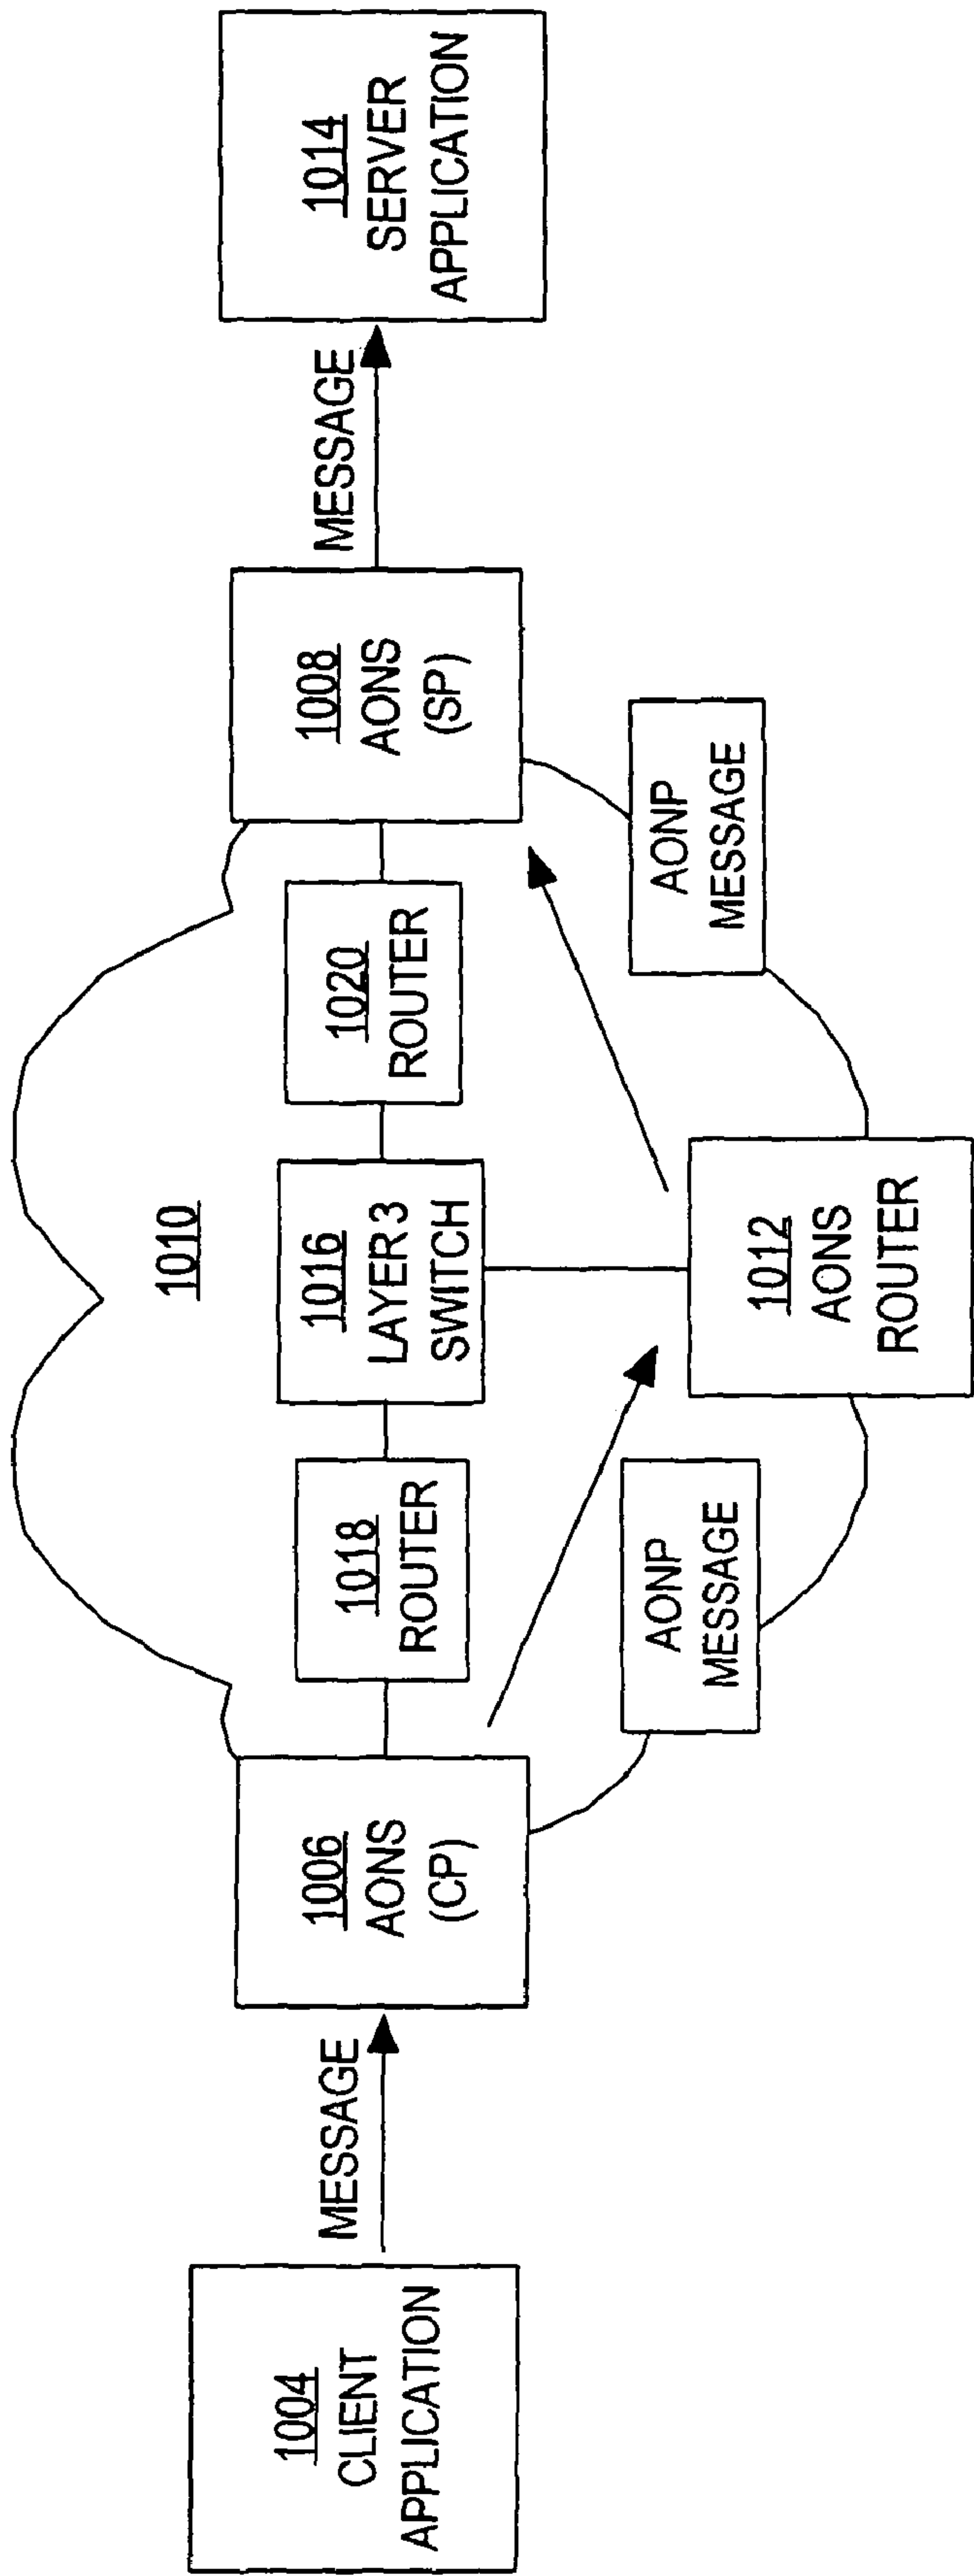 1004
CLIENT
APPLICATION
MESSAGE
1006
AONS
(CP)
1010
1018
ROUTER
1016
LAYER 3
SWITCH
1020
ROUTER
1008
AONS
(SP)
MESSAGE
1014
SERVER
APPLICATION
AONP
MESSAGE
1012
AONS
ROUTER
AONP
MESSAGE